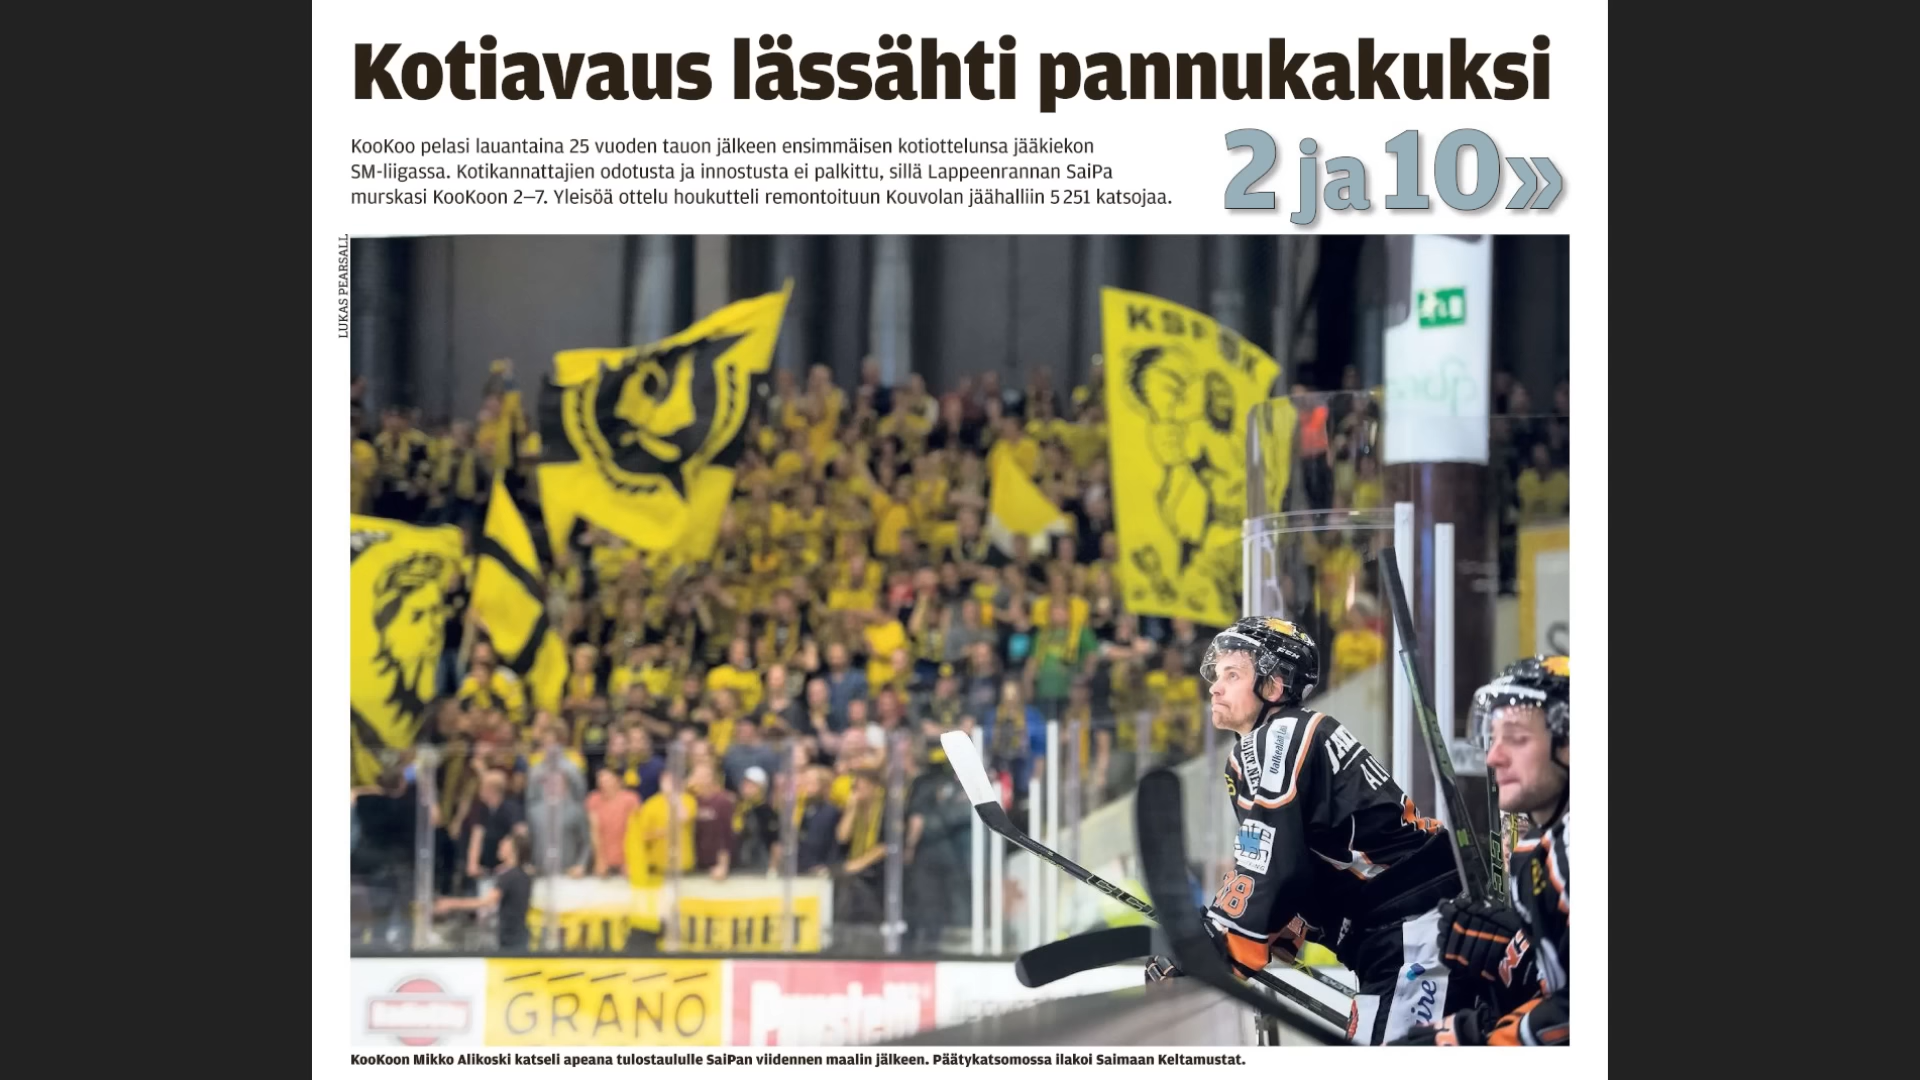 Kotiavaus lässähti pannukakuksi
KooKoo pelasi lauantaina 25 vuoden tauon jälkeen ensimmäisen kotiottelunsa jääkiekon
SM-liigassa. Kotikannattajien odotusta ja innostusta ei palkittu, sillä Lappeenrannan SaiPa
murskasi KooKoon 2–7. Yleisöä ottelu houkutteli remontoituun Kouvolan jäähalliin 5 251 katsojaa.
2 ja 10»
LUKAS PEARSALL
GRANO
Valkealan
CCM
38
KooKoon Mikko Alikoski katseli apeana tulostaululle SaiPan viidennen maalin jälkeen. Päätykatsomossa ilakoi Saimaan Keltamustat.